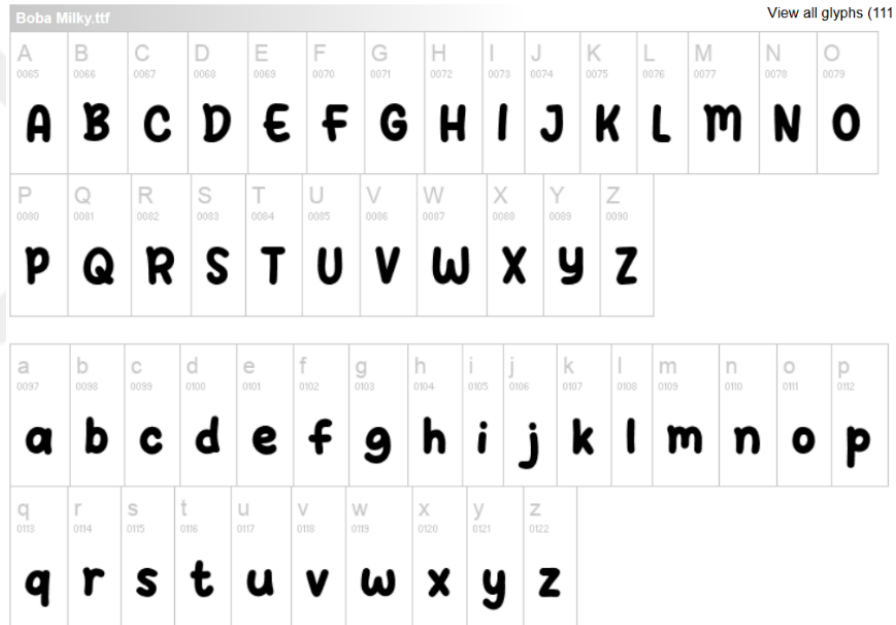 Boba Milky.ttf View all glyphs (111
A B C D E F G H I J K L M N O
0065 0066 0067 0068 0069 0070 0071 0072 0073 0074 0075 0076 0077 0078 0079
A B C D E F G H I J K L M N O
P Q R S T U V W X Y Z
0080 0081 0082 0083 0084 0085 0086 0087 0088 0089 0090
P Q R S T U V W X Y Z
a b c d e f g h i j k l m n o p
0097 0098 0099 0100 0101 0102 0103 0104 0105 0106 0107 0108 0109 0110 0111 0112
a b c d e f g h i j k l m n o p
q r s t u v w x y z
0113 0114 0115 0116 0117 0118 0119 0120 0121 0122
q r s t u v w x y z